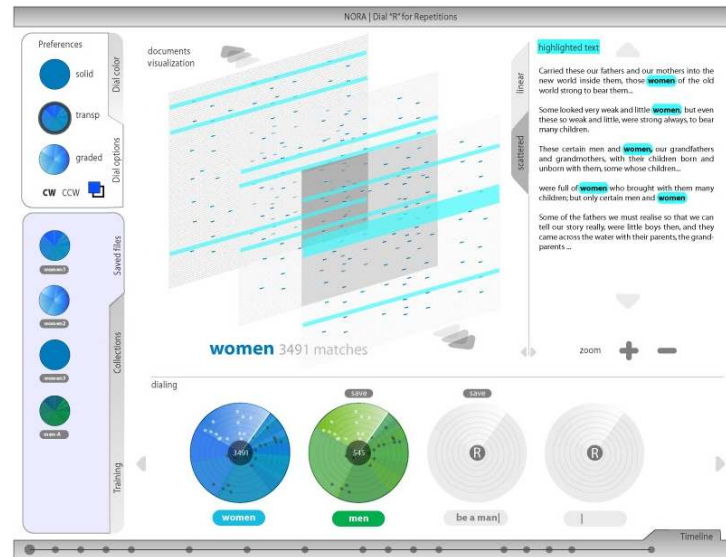 NORA | Dial "R" for Repetitions
Preferences
solid
transp
graded
CW CCW
Dial color
Dial options
documents
visualization
linear
scattered
highlighted text
Carried these our fathers and our mothers into the
new world inside them, those women of the old
world strong to bear them...
Some looked very weak and little women, but even
these so weak and little, were strong always, to bear
many children.
These certain men and women, our grandfathers
and grandmothers, with their children born and
unborn with them, some whose children...
were full of women who brought with them many
children; but only certain men and women
Some of the fathers we must realise so that we can
tell our story really, were little boys then, and they
came across the water with their parents, the grand-
parents ...
zoom
women 3491 matches
Saved files
Collections
Training
women1
women2
women3
man-A
dialing
save
save
3491
545
R
R
women
men
be a man|
|
Timeline